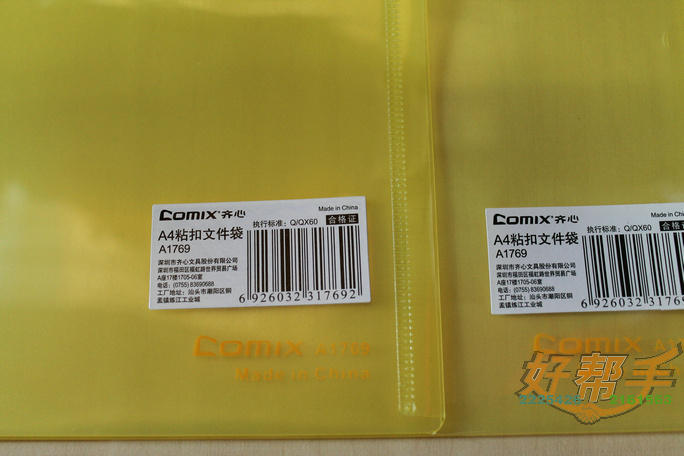 comix 齐心
Made in China
A4粘扣文件袋
A1769
执行标准: Q/QX60
合格证
深圳市齐心文具股份有限公司
深圳市福田区福虹路世界贸易广场
A座17楼1705-06室
电话: (0755) 83690688
工厂地址: 汕头市潮阳区铜
盂镇练江工业城
6 926032 317692
comix A1769
Made in China
comix 齐心
Made in China
A4粘扣文件袋
A1769
执行标准: Q/QX60
合格证
深圳市齐心文具股份有限公司
深圳市福田区福虹路世界贸易广场
A座17楼1705-06室
电话: (0755) 83690688
工厂地址: 汕头市潮阳区铜
盂镇练江工业城
6 926032 31769
comix
好帮手